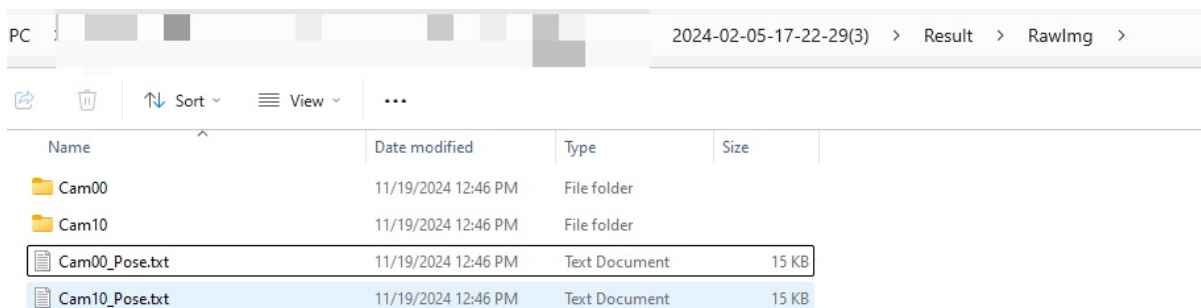 PC > 2024-02-05-17-22-29(3) > Result > RawImg >
Sort View ...
Name Date modified Type Size
Cam00 11/19/2024 12:46 PM File folder
Cam10 11/19/2024 12:46 PM File folder
Cam00_Pose.txt 11/19/2024 12:46 PM Text Document 15 KB
Cam10_Pose.txt 11/19/2024 12:46 PM Text Document 15 KB